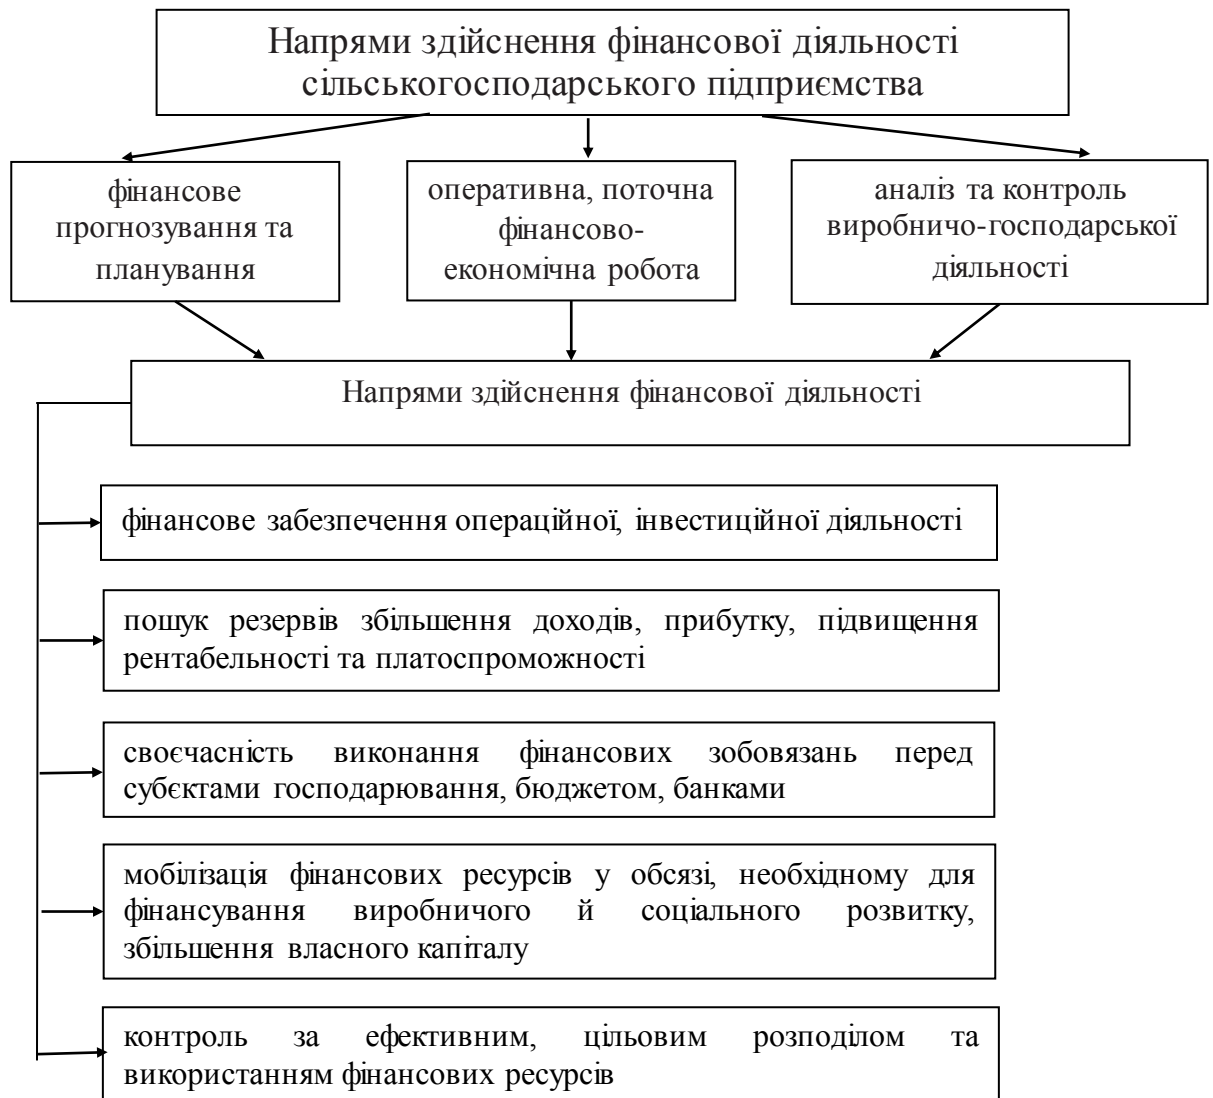 Напрями здійснення фінансової діяльності
сільськогосподарського підприємства
фінансове
прогнозування та
планування
оперативна, поточна
фінансово-
економічна робота
аналіз та контроль
виробничо-господарської
діяльності
Напрями здійснення фінансової діяльності
фінансове забезпечення операційної, інвестиційної діяльності
пошук резервів збільшення доходів, прибутку, підвищення
рентабельності та платоспроможності
своєчасність виконання фінансових зобовязань перед
субєктами господарювання, бюджетом, банками
мобілізація фінансових ресурсів у обсязі, необхідному для
фінансування виробничого й соціального розвитку,
збільшення власного капіталу
контроль за ефективним, цільовим розподілом та
використанням фінансових ресурсів